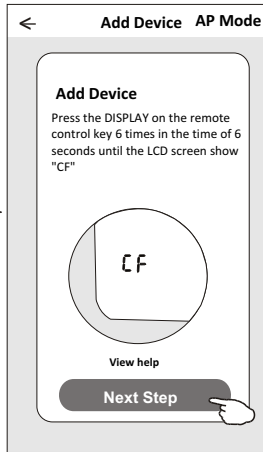 ← Add Device AP Mode
Add Device
Press the DISPLAY on the remote
control key 6 times in the time of 6
seconds until the LCD screen show
"CF"
CF
View help
Next Step